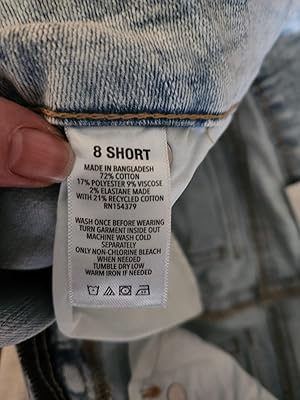 8 SHORT
MADE IN BANGLADESH
72% COTTON
17% POLYESTER 9% VISCOSE
2% ELASTANE MADE
WITH 21% RECYCLED COTTON
RN154379
WASH ONCE BEFORE WEARING
TURN GARMENT INSIDE OUT
MACHINE WASH COLD
SEPARATELY
ONLY NON-CHLORINE BLEACH
WHEN NEEDED
TUMBLE DRY LOW
WARM IRON IF NEEDED